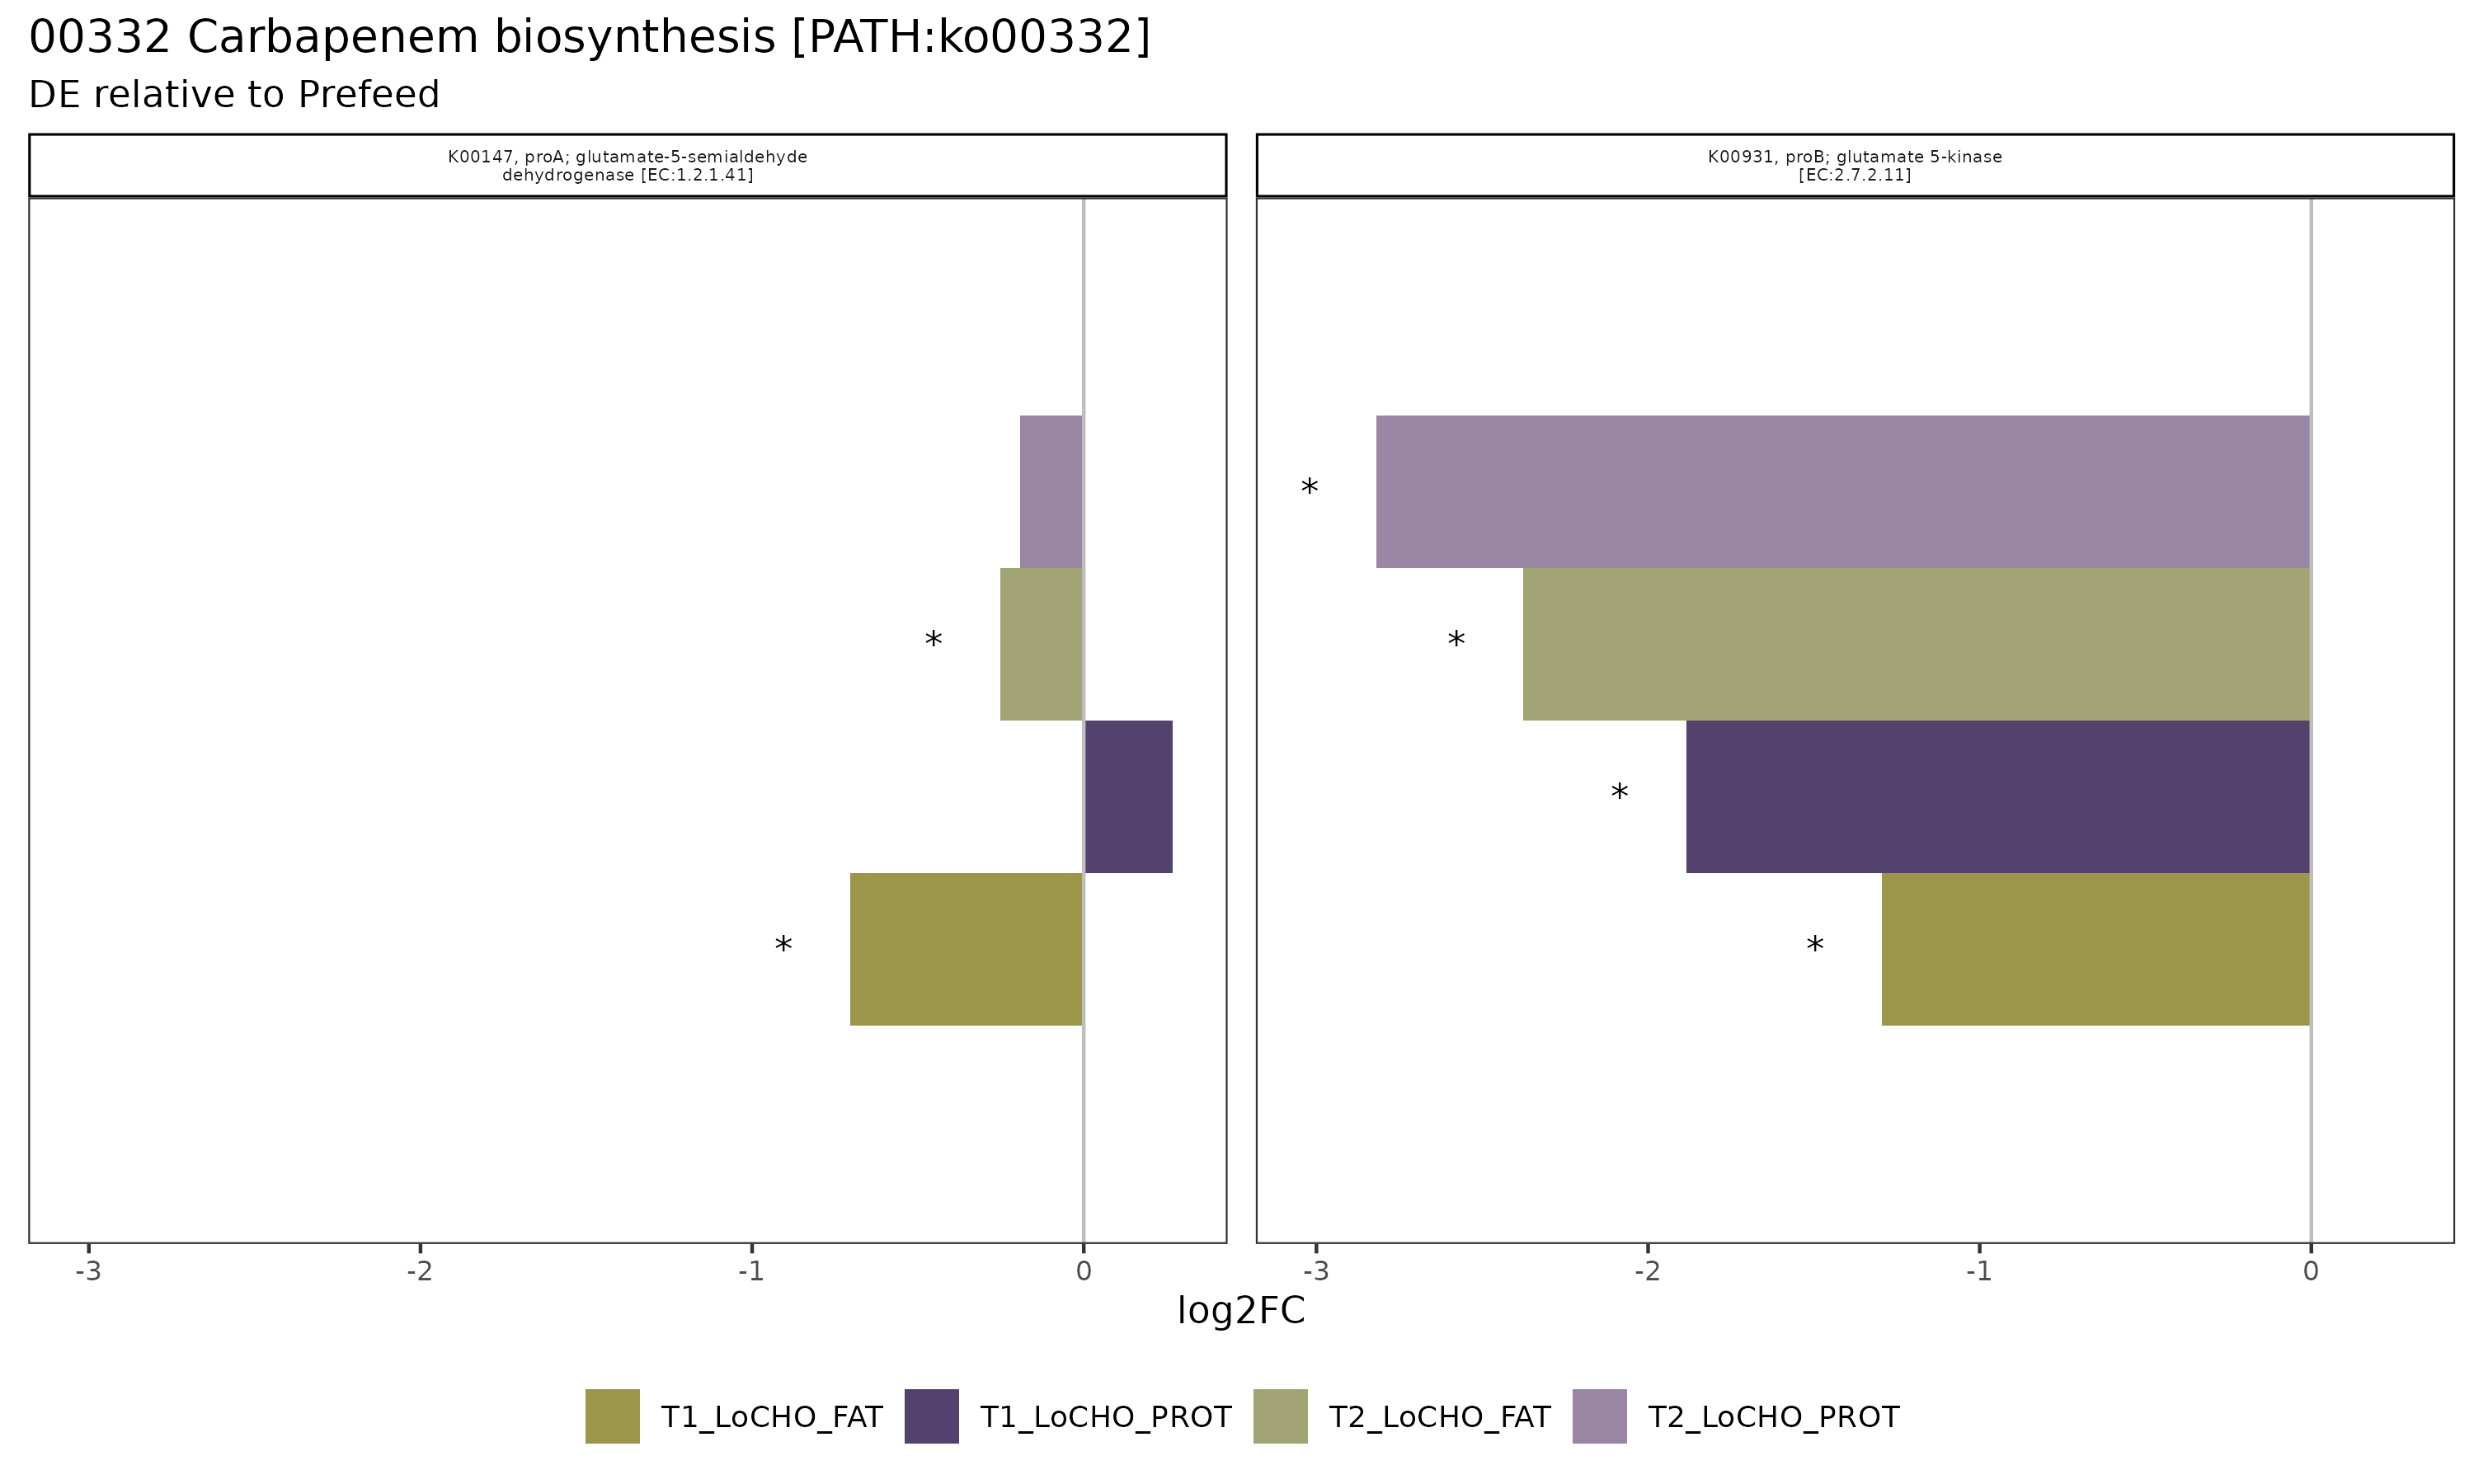 00332 Carbapenem biosynthesis [PATH:ko00332]
DE relative to Prefeed
K00147, proA; glutamate-5-semialdehyde
dehydrogenase [EC:1.2.1.41]
K00931, proB; glutamate 5-kinase
[EC:2.7.2.11]
*
*
*
*
*
*
-3 -2 -1 0 -3 -2 -1 0
log2FC
T1_LoCHO_FAT T1_LoCHO_PROT T2_LoCHO_FAT T2_LoCHO_PROT